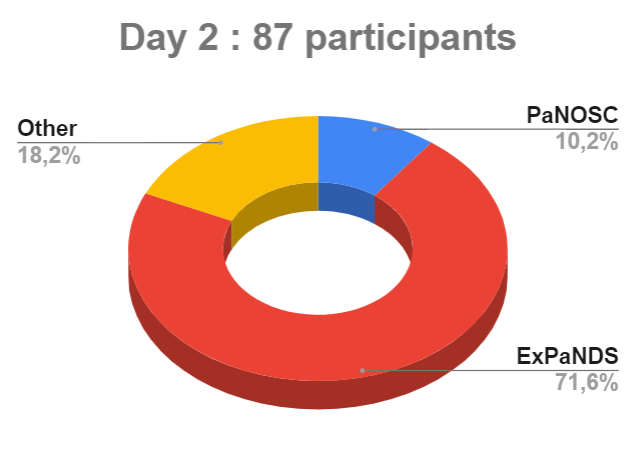 Day 2 : 87 participants
PaNOSC
10,2%
Other
18,2%
ExPaNDS
71,6%